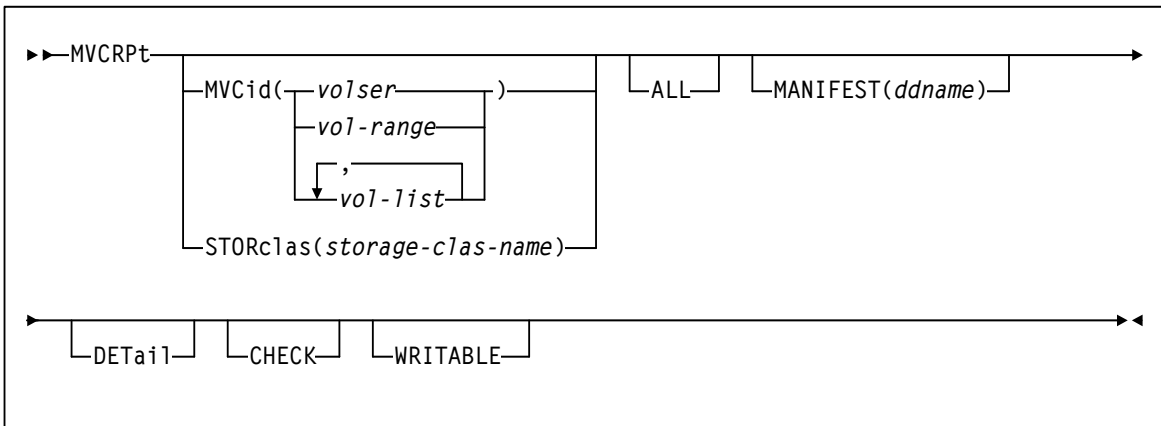 MVCRPt
MVCid( volser ) ALL MANIFEST(ddname)
vol-range
,
vol-list
STORclas(storage-clas-name)
DETail CHECK WRITABLE